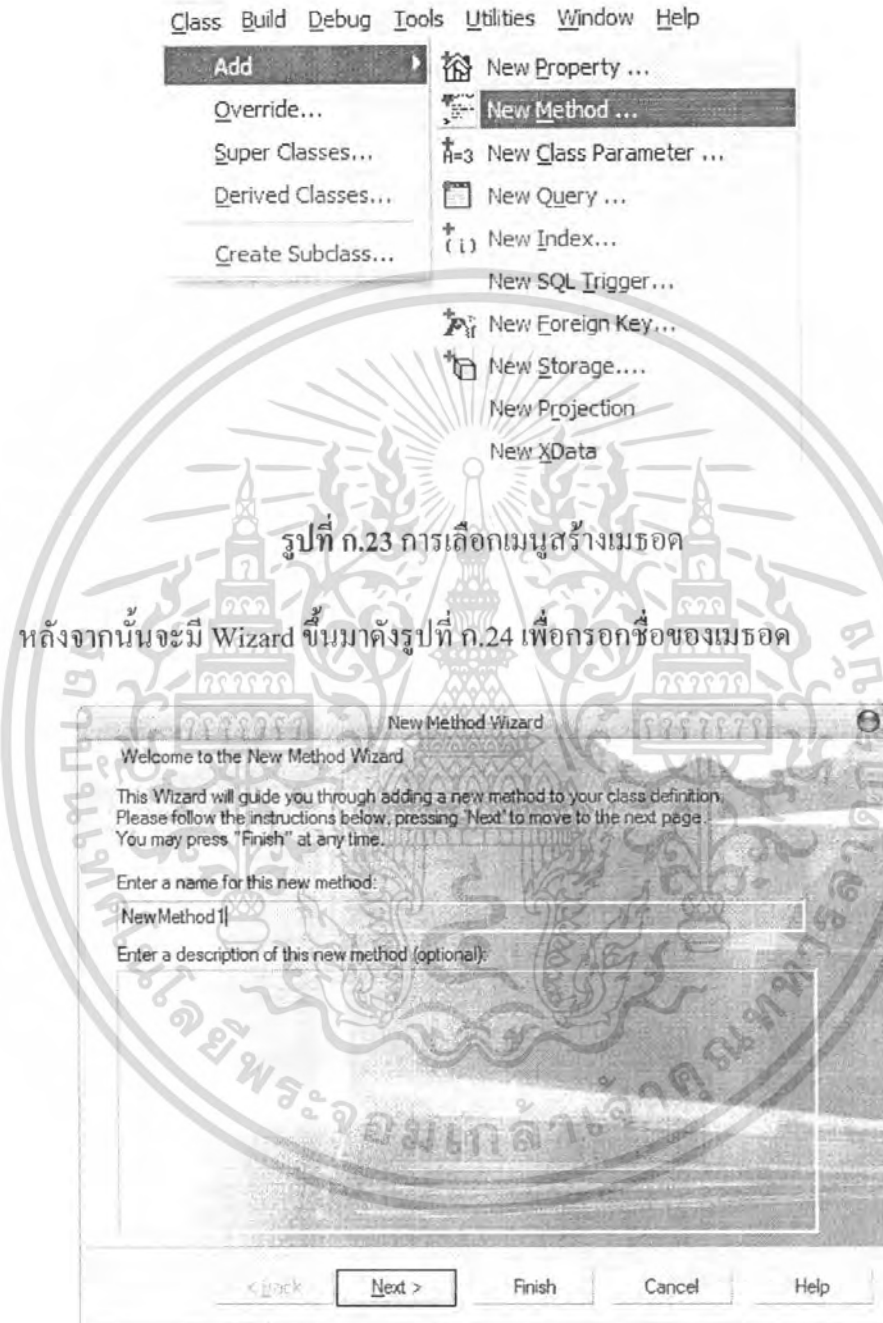 Class Build Debug Tools Utilities Window Help
Add
Override...
Super Classes...
Derived Classes...
Create Subclass...
New Property ...
New Method ...
New Class Parameter ...
New Query ...
New Index...
New SQL Trigger...
New Foreign Key...
New Storage....
New Projection
New XData
รูปที่ ก.23 การเลือกเมนูสร้างเมธอด
หลังจากนั้นจะมี Wizard ขึ้นมาดังรูปที่ ก.24 เพื่อกรอกชื่อของเมธอด
New Method Wizard
Welcome to the New Method Wizard
This Wizard will guide you through adding a new method to your class definition.
Please follow the instructions below, pressing 'Next' to move to the next page.
You may press "Finish" at any time.
Enter a name for this new method:
NewMethod1
Enter a description of this new method (optional):
< Back Next > Finish Cancel Help